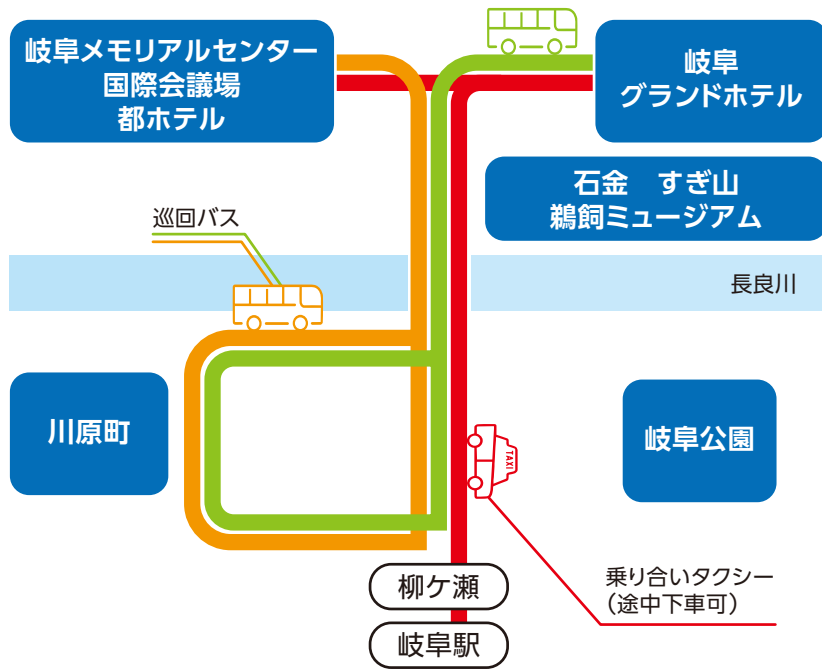 岐阜メモリアルセンター
国際会議場
都ホテル
岐阜
グランドホテル
石金　すぎ山
鵜飼ミュージアム
巡回バス
長良川
川原町
岐阜公園
TAXI
乗り合いタクシー
（途中下車可）
柳ケ瀬
岐阜駅